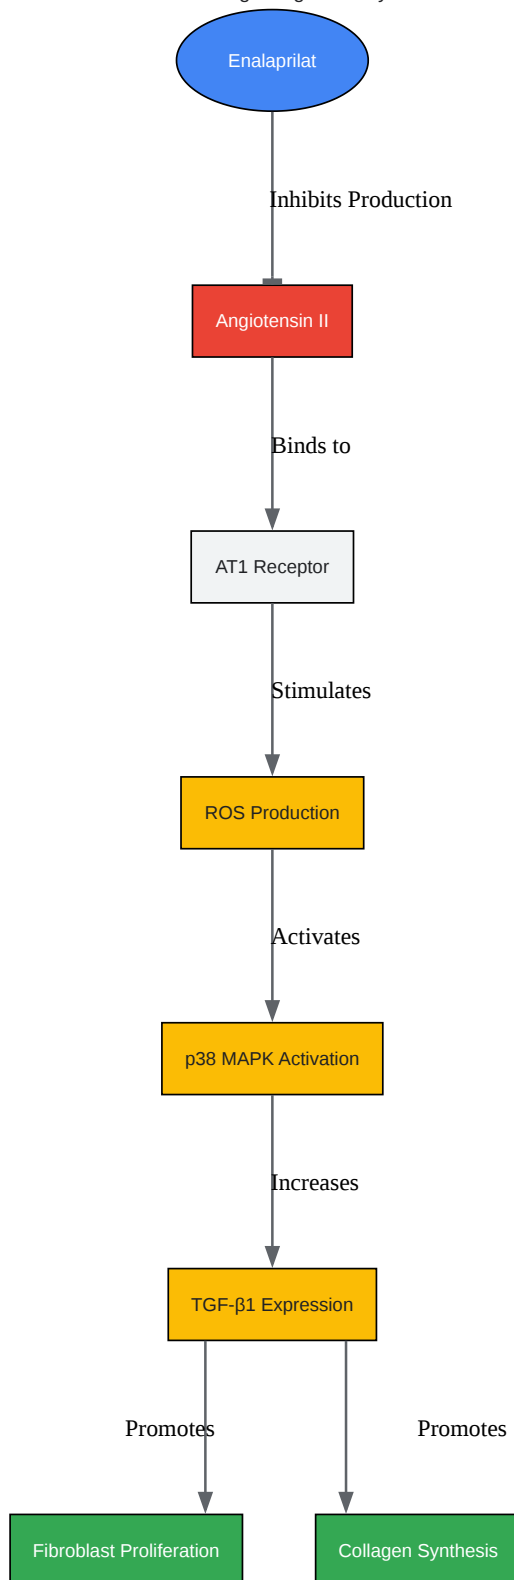 Enalaprilat
Inhibits Production
Angiotensin II
Binds to
AT1 Receptor
Stimulates
ROS Production
Activates
p38 MAPK Activation
Increases
TGF-β1 Expression
Promotes
Promotes
Fibroblast Proliferation
Collagen Synthesis